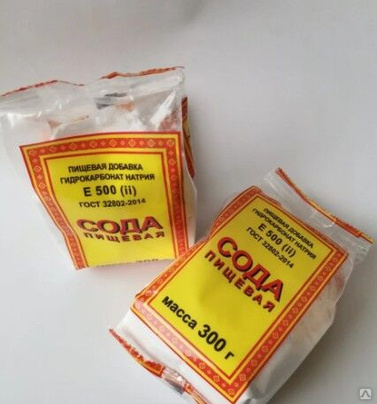 ПИЩЕВАЯ ДОБАВКА
ГИДРОКАРБОНАТ НАТРИЯ
Е 500 (ii)
ГОСТ 32802-2014
СОДА
ПИЩЕВАЯ
ПИЩЕВАЯ ДОБАВКА
ГИДРОКАРБОНАТ НАТРИЯ
Е 500 (ii)
ГОСТ 32802-2014
СОДА
ПИЩЕВАЯ
масса 300 г